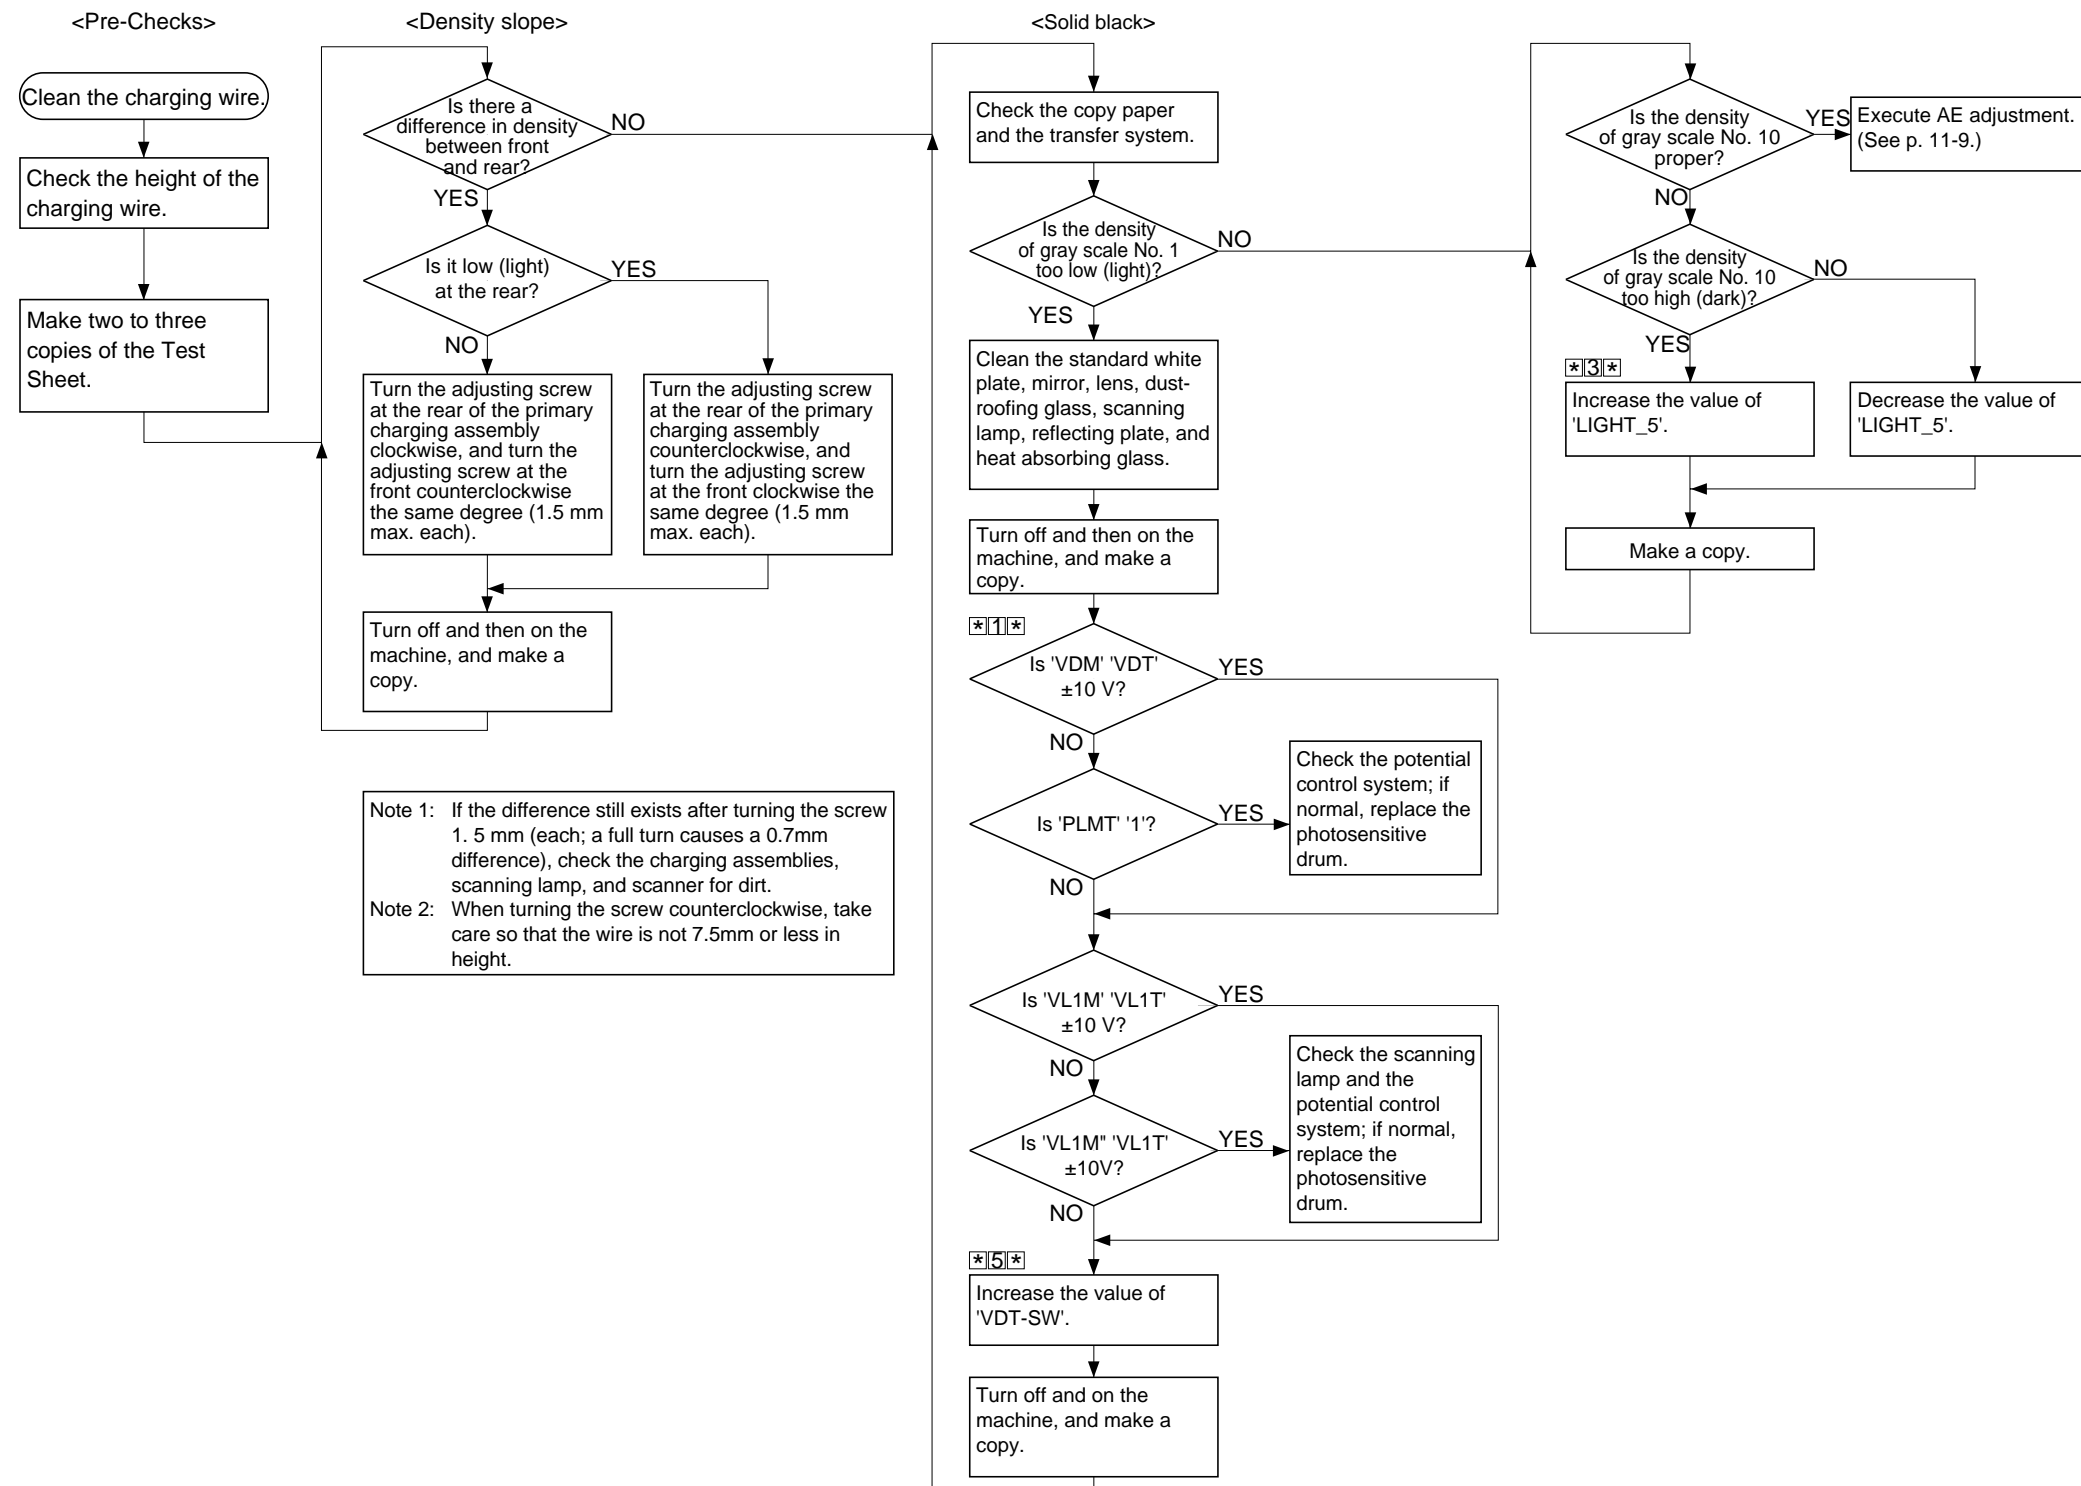 <Pre-Checks>
Clean the charging wire.
Check the height of the
charging wire.
Make two to three
copies of the Test
Sheet.
<Density slope>
Is there a
difference in density
between front
and rear?
NO
YES
Is it low (light)
at the rear?
YES
NO
Turn the adjusting screw
at the rear of the primary
charging assembly
clockwise, and turn the
adjusting screw at the
front counterclockwise
the same degree (1.5 mm
max. each).
Turn the adjusting screw
at the rear of the primary
charging assembly
counterclockwise, and
turn the adjusting screw
at the front clockwise the
same degree (1.5 mm
max. each).
Turn off and then on the
machine, and make a
copy.
Note 1: If the difference still exists after turning the screw
1. 5 mm (each; a full turn causes a 0.7mm
difference), check the charging assemblies,
scanning lamp, and scanner for dirt.
Note 2: When turning the screw counterclockwise, take
care so that the wire is not 7.5mm or less in
height.
<Solid black>
Check the copy paper
and the transfer system.
Is the density
of gray scale No. 1
too low (light)?
NO
YES
Clean the standard white
plate, mirror, lens, dust-
roofing glass, scanning
lamp, reflecting plate, and
heat absorbing glass.
Turn off and then on the
machine, and make a
copy.
*1*
Is 'VDM' 'VDT'
±10 V?
YES
NO
Is 'PLMT' '1'?
YES
Check the potential
control system; if
normal, replace the
photosensitive
drum.
NO
Is 'VL1M' 'VL1T'
±10 V?
YES
NO
Is 'VL1M" 'VL1T'
±10V?
YES
Check the scanning
lamp and the
potential control
system; if normal,
replace the
photosensitive
drum.
NO
*5*
Increase the value of
'VDT-SW'.
Turn off and on the
machine, and make a
copy.
Is the density
of gray scale No. 10
proper?
YES
Execute AE adjustment.
(See p. 11-9.)
NO
Is the density
of gray scale No. 10
too high (dark)?
NO
YES
*3*
Increase the value of
'LIGHT_5'.
Decrease the value of
'LIGHT_5'.
Make a copy.